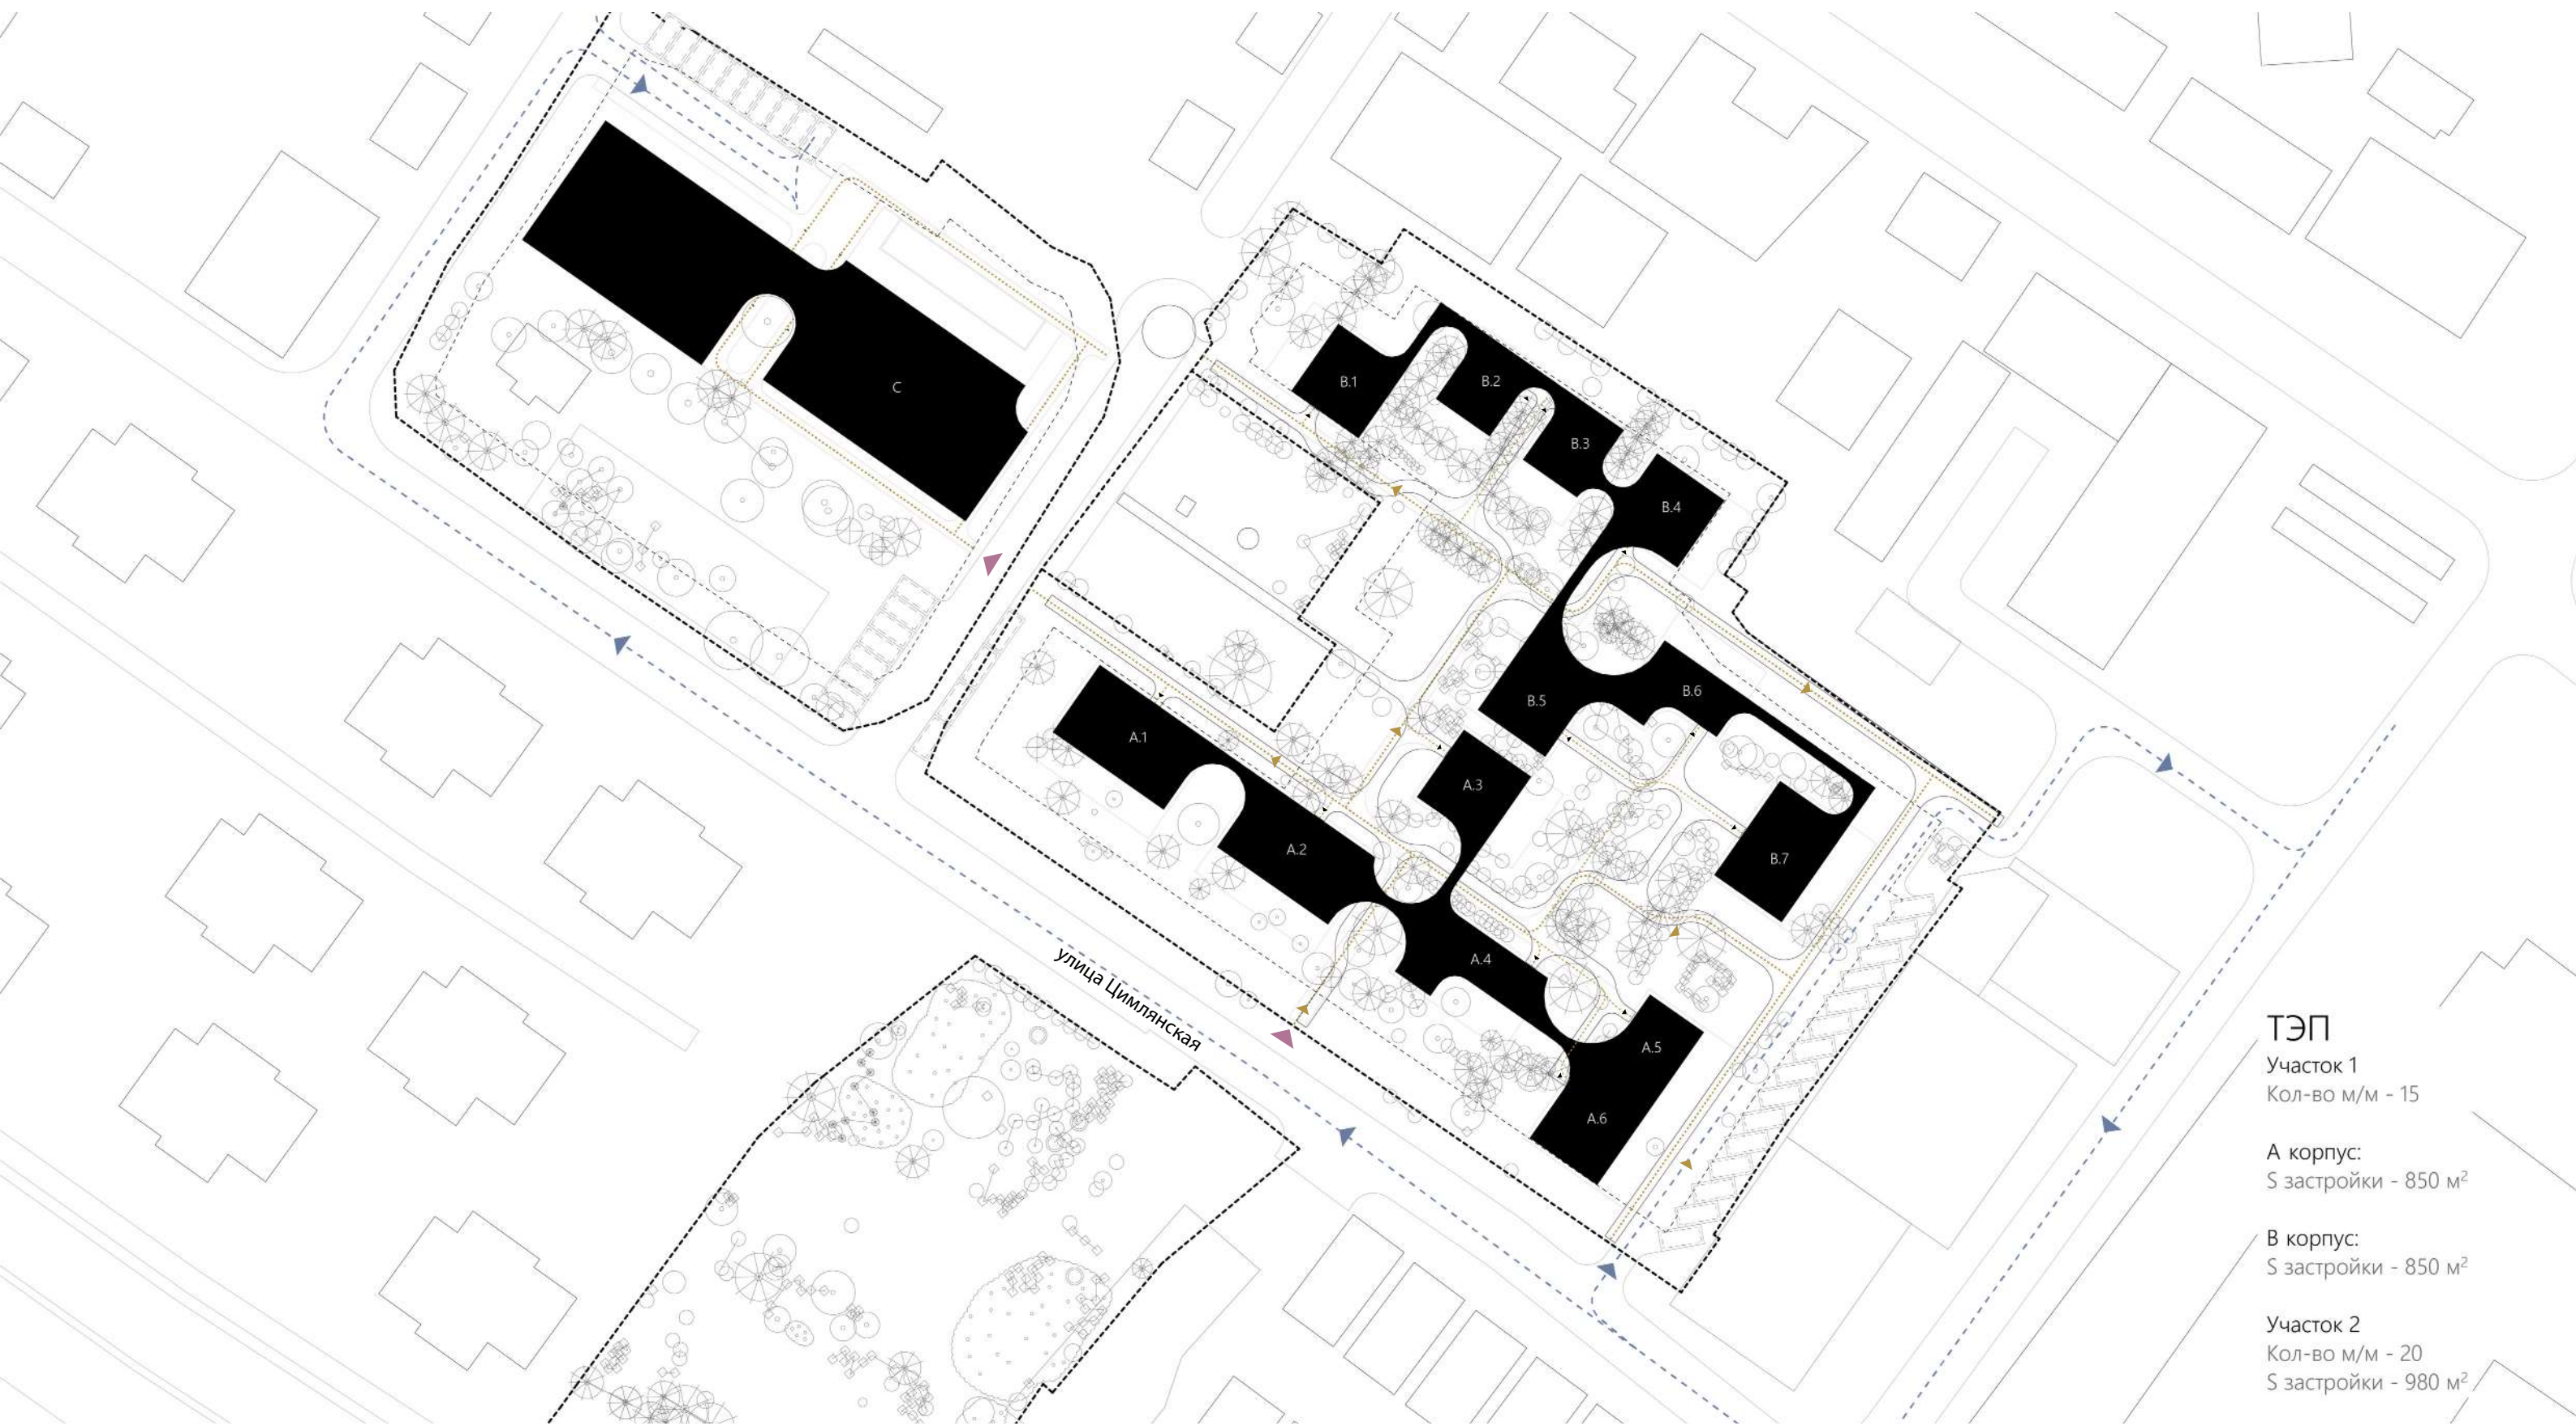 C
B.1
B.2
B.3
B.4
B.5
B.6
B.7
A.1
A.2
A.3
A.4
A.5
A.6
улица Цимлянская
ТЭП
Участок 1
Кол-во м/м - 15
А корпус:
S застройки - 850 м²
В корпус:
S застройки - 850 м²
Участок 2
Кол-во м/м - 20
S застройки - 980 м²